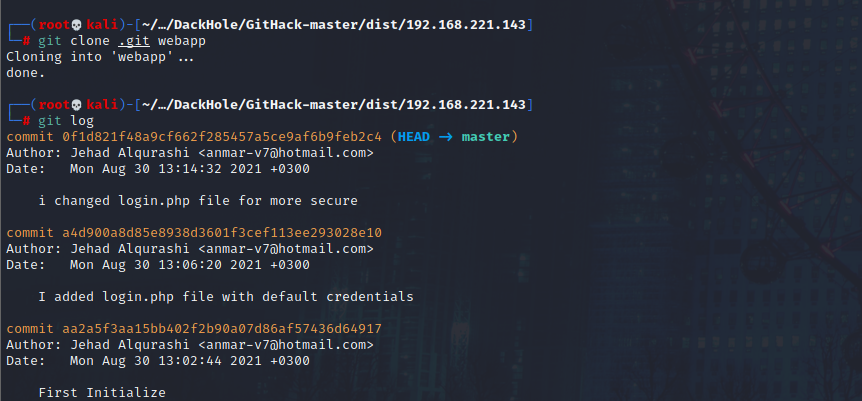 ┌──(root💀kali)-[~/…/DackHole/GitHack-master/dist/192.168.221.143]
└─# git clone .git webapp
Cloning into 'webapp'...
done.
┌──(root💀kali)-[~/…/DackHole/GitHack-master/dist/192.168.221.143]
└─# git log
commit 0f1d821f48a9cf662f285457a5ce9af6b9feb2c4 (HEAD → master)
Author: Jehad Alqurashi <anmar-v7@hotmail.com>
Date:   Mon Aug 30 13:14:32 2021 +0300
i changed login.php file for more secure
commit a4d900a8d85e8938d3601f3cef113ee293028e10
Author: Jehad Alqurashi <anmar-v7@hotmail.com>
Date:   Mon Aug 30 13:06:20 2021 +0300
I added login.php file with default credentials
commit aa2a5f3aa15bb402f2b90a07d86af57436d64917
Author: Jehad Alqurashi <anmar-v7@hotmail.com>
Date:   Mon Aug 30 13:02:44 2021 +0300
First Initialize